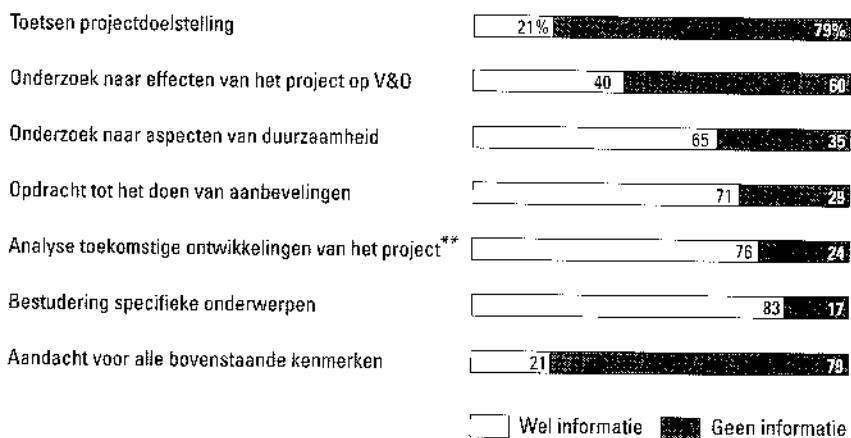 Toetsen projectdoelstelling 21% 79%
Onderzoek naar effecten van het project op V&O 40 60
Onderzoek naar aspecten van duurzaamheid 65 35
Opdracht tot het doen van aanbevelingen 71 29
Analyse toekomstige ontwikkelingen van het project** 76 24
Bestudering specifieke onderwerpen 83 17
Aandacht voor alle bovenstaande kenmerken 21 79
Wel informatie Geen informatie